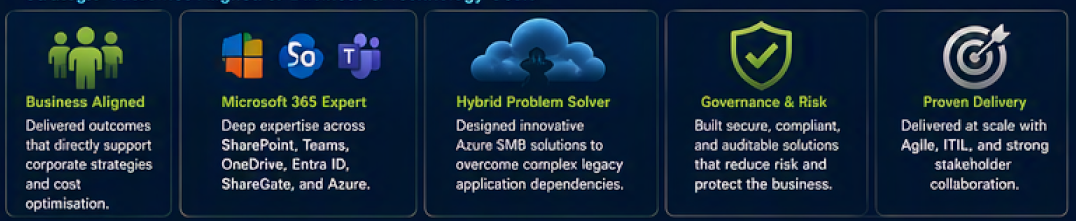 So
T
Business Aligned
Delivered outcomes
that directly support
corporate strategies
and cost
optimisation.
Microsoft 365 Expert
Deep expertise across
SharePoint, Teams,
OneDrive, Entra ID,
ShareGate, and Azure.
Hybrid Problem Solver
Designed innovative
Azure SMB solutions to
overcome complex legacy
application dependencies.
Governance & Risk
Built secure, compliant,
and auditable solutions
that reduce risk and
protect the business.
Proven Delivery
Delivered at scale with
Agile, ITIL, and strong
stakeholder
collaboration.